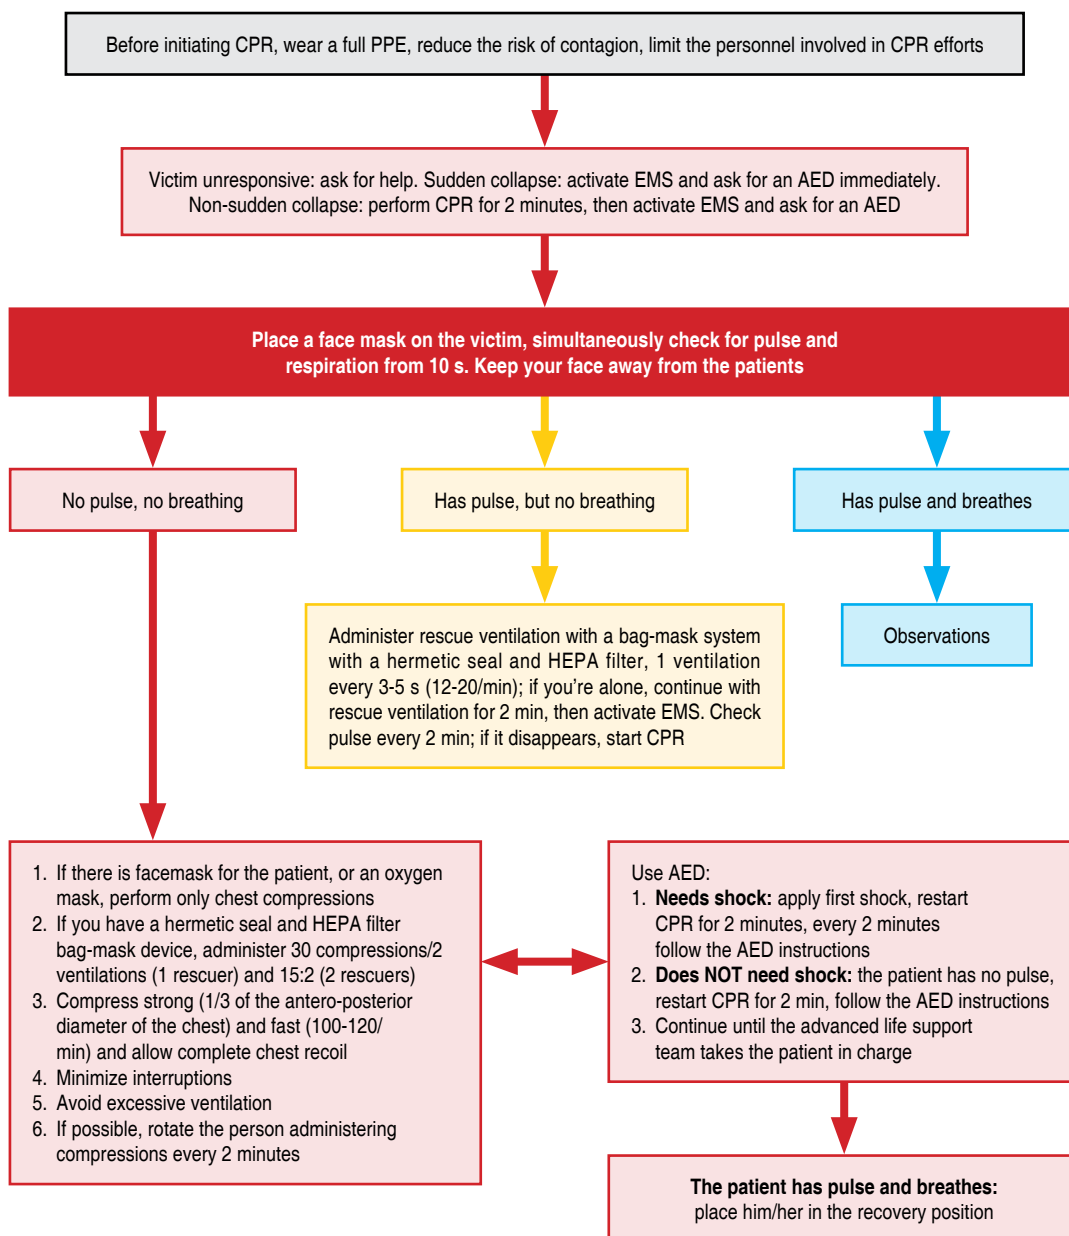 Before initiating CPR, wear a full PPE, reduce the risk of contagion, limit the personnel involved in CPR efforts
Victim unresponsive: ask for help. Sudden collapse: activate EMS and ask for an AED immediately.
Non-sudden collapse: perform CPR for 2 minutes, then activate EMS and ask for an AED
Place a face mask on the victim, simultaneously check for pulse and
respiration from 10 s. Keep your face away from the patients
No pulse, no breathing
Has pulse, but no breathing
Has pulse and breathes
Administer rescue ventilation with a bag-mask system
with a hermetic seal and HEPA filter, 1 ventilation
every 3-5 s (12-20/min); if you're alone, continue with
rescue ventilation for 2 min, then activate EMS. Check
pulse every 2 min; if it disappears, start CPR
Observations
1. If there is facemask for the patient, or an oxygen
mask, perform only chest compressions
2. If you have a hermetic seal and HEPA filter
bag-mask device, administer 30 compressions/2
ventilations (1 rescuer) and 15:2 (2 rescuers)
3. Compress strong (1/3 of the antero-posterior
diameter of the chest) and fast (100-120/
min) and allow complete chest recoil
4. Minimize interruptions
5. Avoid excessive ventilation
6. If possible, rotate the person administering
compressions every 2 minutes
Use AED:
1. Needs shock: apply first shock, restart
CPR for 2 minutes, every 2 minutes
follow the AED instructions
2. Does NOT need shock: the patient has no pulse,
restart CPR for 2 min, follow the AED instructions
3. Continue until the advanced life support
team takes the patient in charge
The patient has pulse and breathes:
place him/her in the recovery position